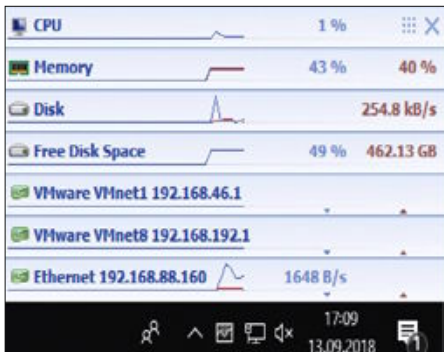 CPU 1 %
Memory 43 % 40 %
Disk 254.8 kB/s
Free Disk Space 49 % 462.13 GB
VMware VMnet1 192.168.46.1
VMware VMnet8 192.168.192.1
Ethernet 192.168.88.160 1648 B/s
17:09
13.09.2018
1